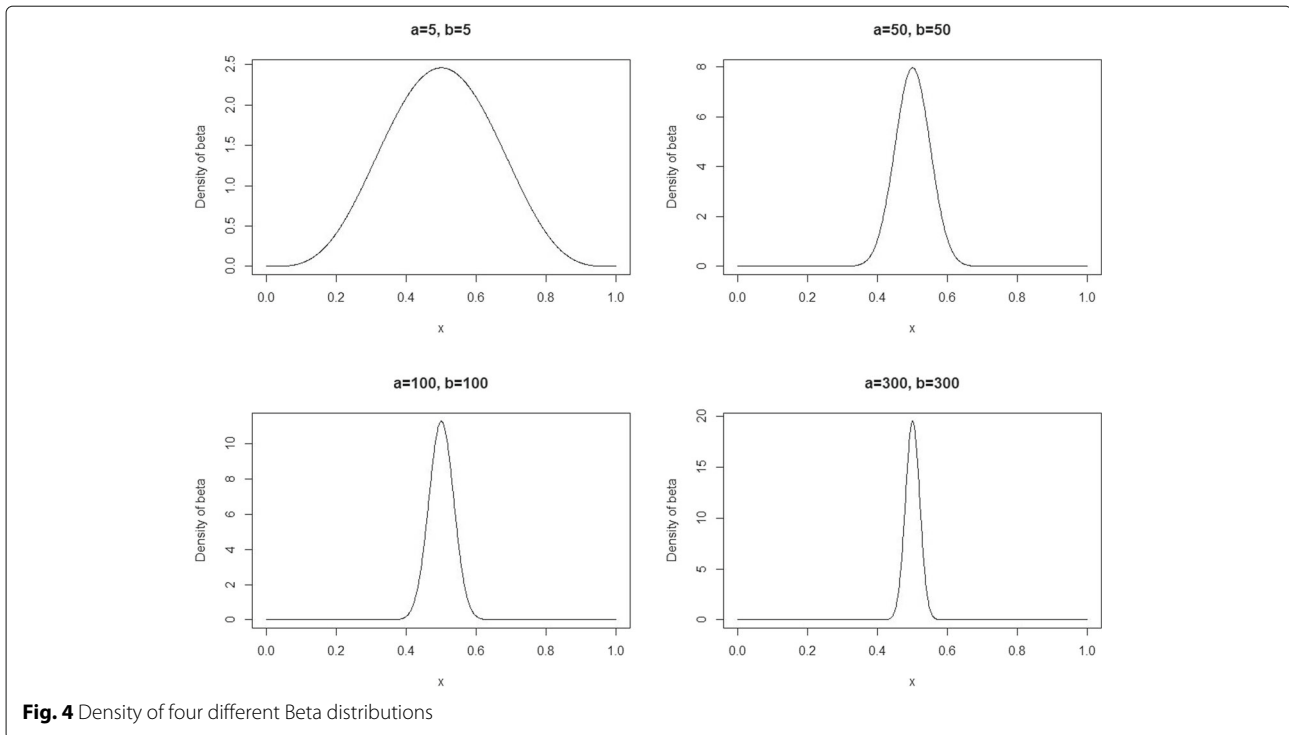 a=5, b=5
Density of beta
2.5
2.0
1.5
1.0
0.5
0.0
0.0 0.2 0.4 0.6 0.8 1.0
x
a=50, b=50
Density of beta
8
6
4
2
0
0.0 0.2 0.4 0.6 0.8 1.0
x
a=100, b=100
Density of beta
10
8
6
4
2
0
0.0 0.2 0.4 0.6 0.8 1.0
x
a=300, b=300
Density of beta
20
15
10
5
0
0.0 0.2 0.4 0.6 0.8 1.0
x
Fig. 4 Density of four different Beta distributions